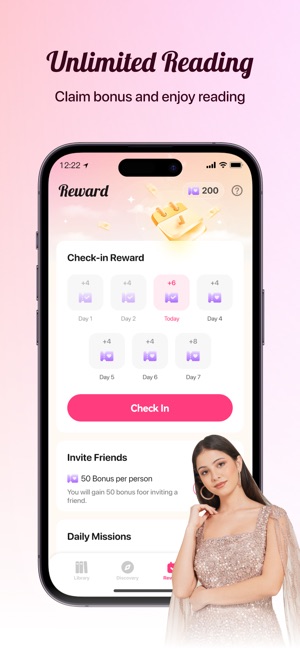 Unlimited Reading
Claim bonus and enjoy reading
12:22
Reward
200
?
Check-in Reward
+4
+4
+6
+4
Day 1
Day 2
Today
Day 4
+4
+4
+8
Day 5
Day 6
Day 7
Check In
Invite Friends
50 Bonus per person
You will gain 50 bonus foor inviting a
friend.
Daily Missions
Library
Discovery